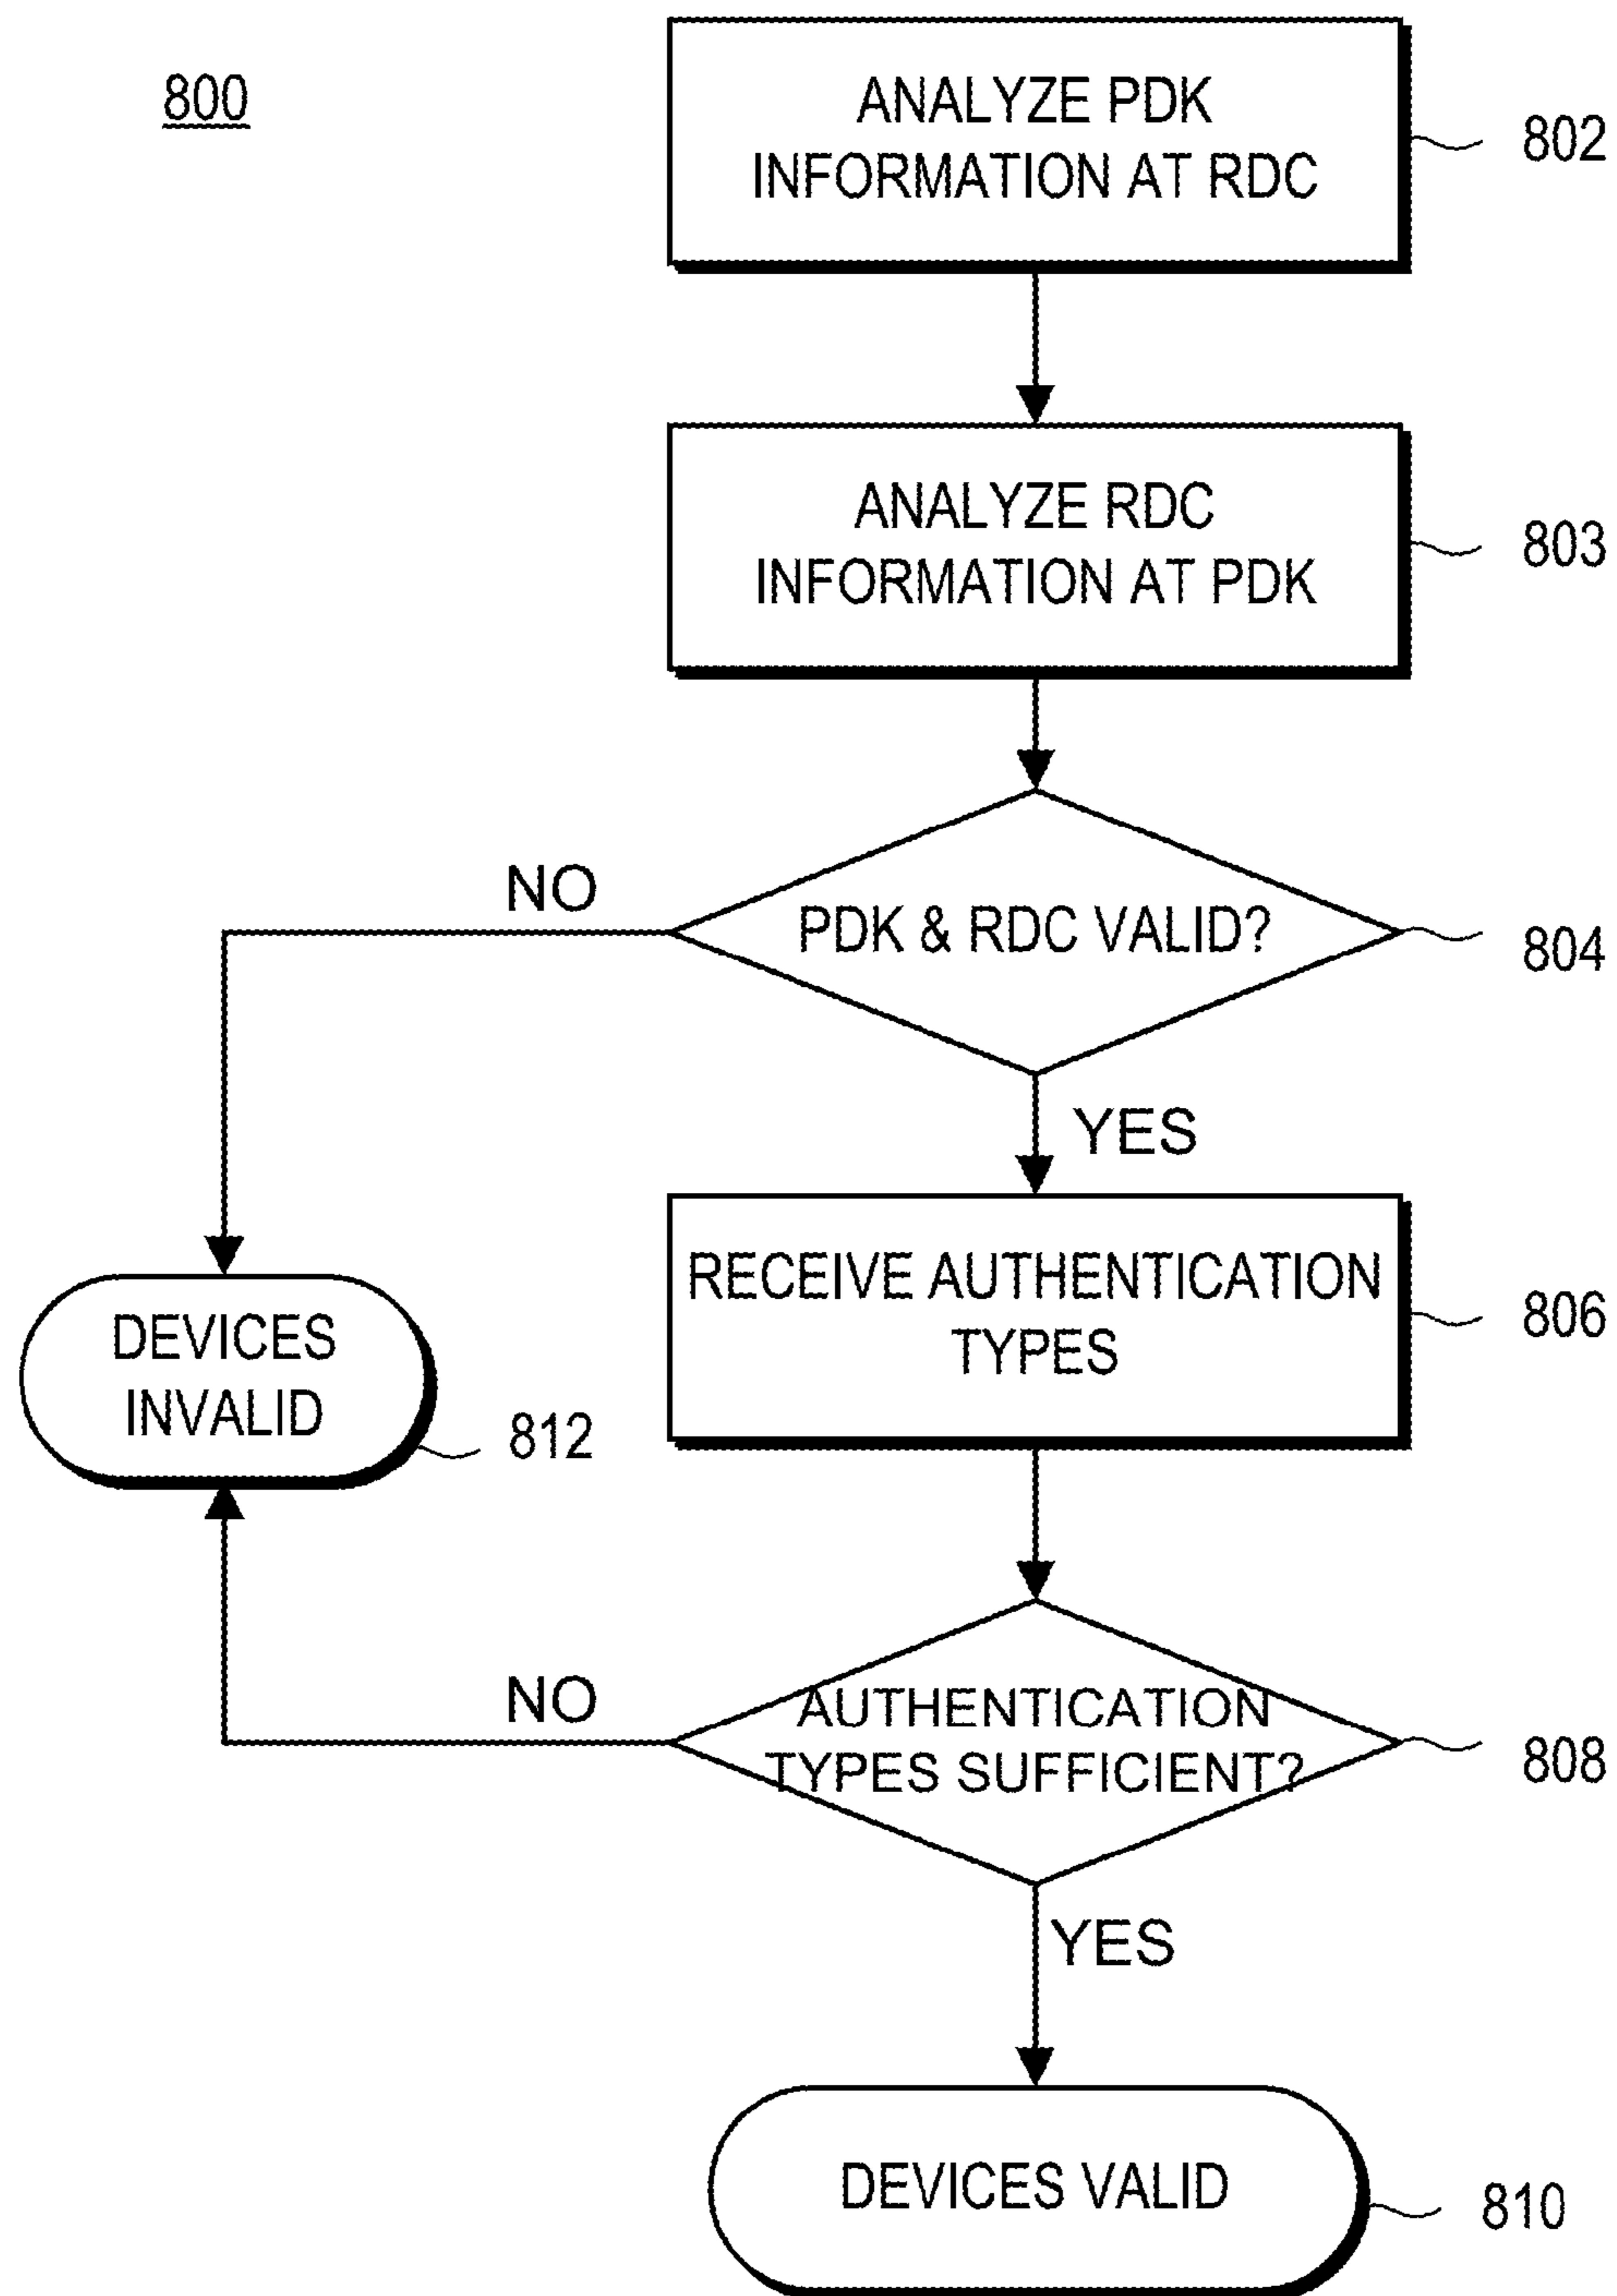 800
ANALYZE PDK
INFORMATION AT RDC
802
ANALYZE RDC
INFORMATION AT PDK
803
NO
PDK & RDC VALID?
804
YES
RECEIVE AUTHENTICATION
TYPES
806
DEVICES
INVALID
812
NO
AUTHENTICATION
TYPES SUFFICIENT?
808
YES
DEVICES VALID
810